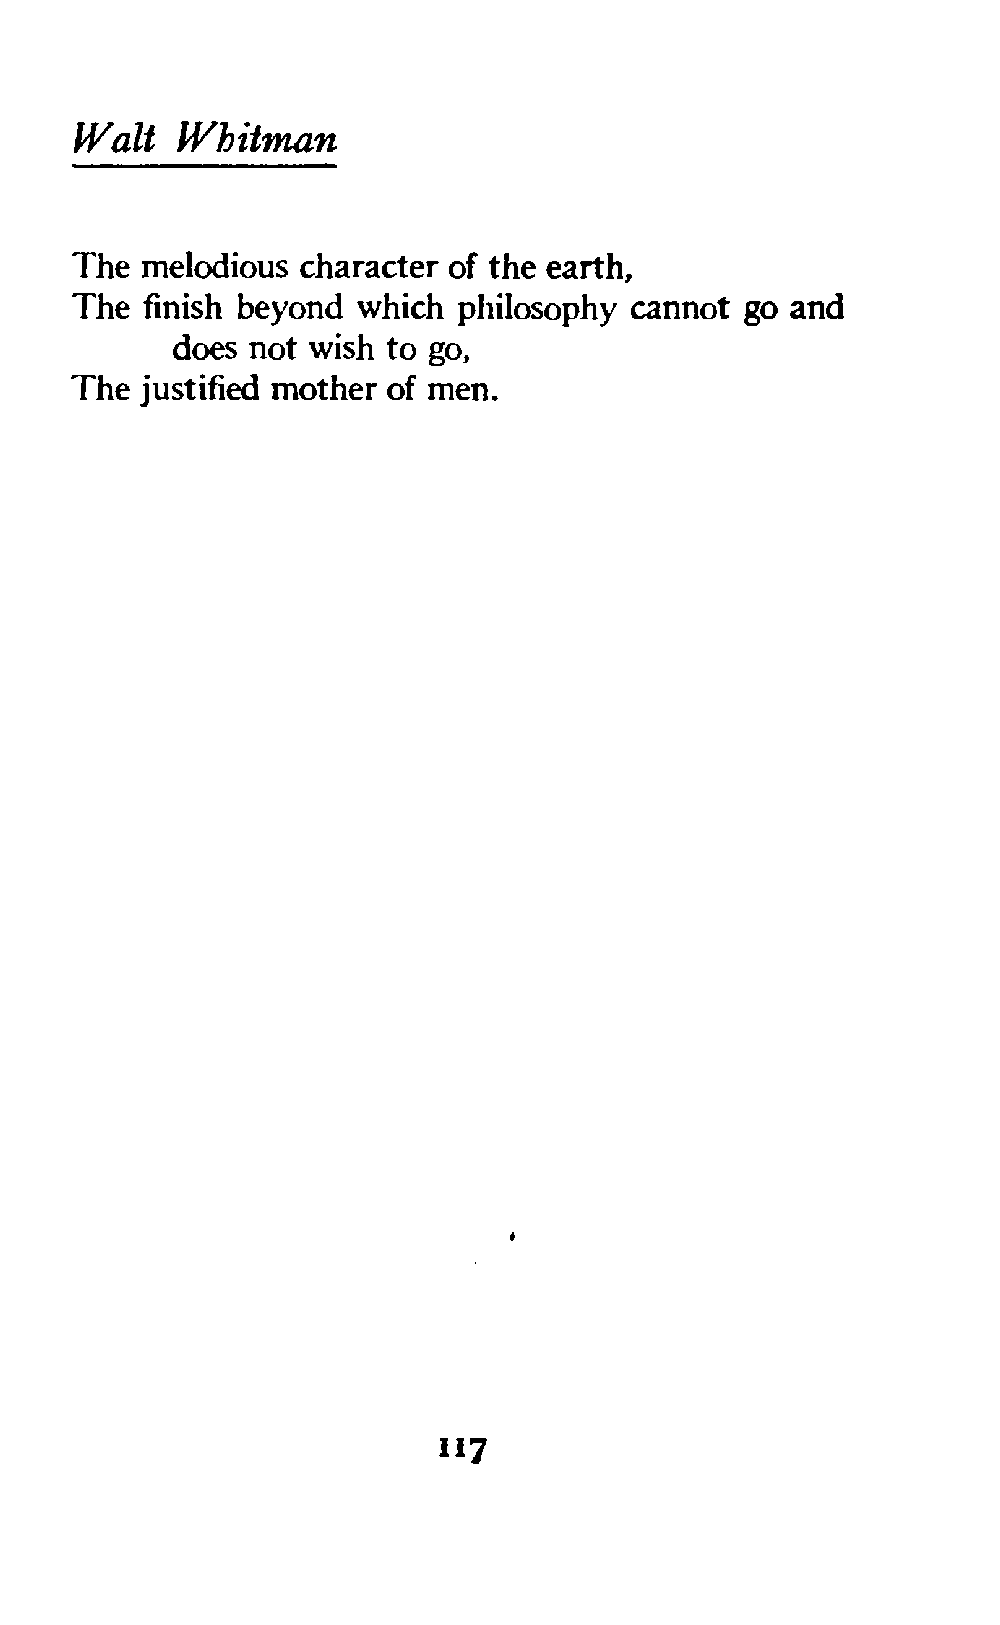 Walt Whitman
The melodious character of the earth,
The finish beyond which philosophy cannot go and
does not wish to go,
The justified mother of men.
117